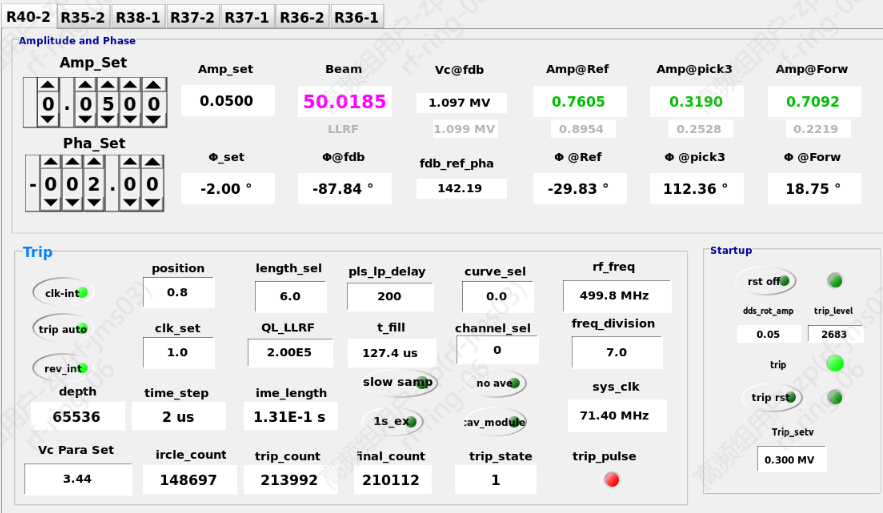 R40-2 R35-2 R38-1 R37-2 R37-1 R36-2 R36-1
Amplitude and Phase
Amp_Set
0.0500
Pha_Set
-002.00
Amp_set Beam Vc@fdb Amp@Ref Amp@pick3 Amp@Forw
0.0500 50.0185 1.097 MV 0.7605 0.3190 0.7092
LLRF 1.099 MV 0.8954 0.2528 0.2219
Φ_set Φ@fdb fdb_ref_pha Φ @Ref Φ @pick3 Φ @Forw
-2.00 ° -87.84 ° 142.19 -29.83 ° 112.36 ° 18.75 °
Trip
clk-int position length_sel pls_lp_delay curve_sel rf_freq
0.8 6.0 200 0.0 499.8 MHz
trip auto clk_set QL_LLRF t_fill channel_sel freq_division
1.0 2.00E5 127.4 us 0 7.0
rev_int slow samp no ave sys_clk
depth time_step ime_length 1s_ex :av_module 71.40 MHz
65536 2 us 1.31E-1 s
Vc Para Set ircle_count trip_count final_count trip_state trip_pulse
3.44 148697 213992 210112 1
Startup
rst off
dds_rot_amp trip_level
0.05 2683
trip
trip rst
Trip_setv
0.300 MV